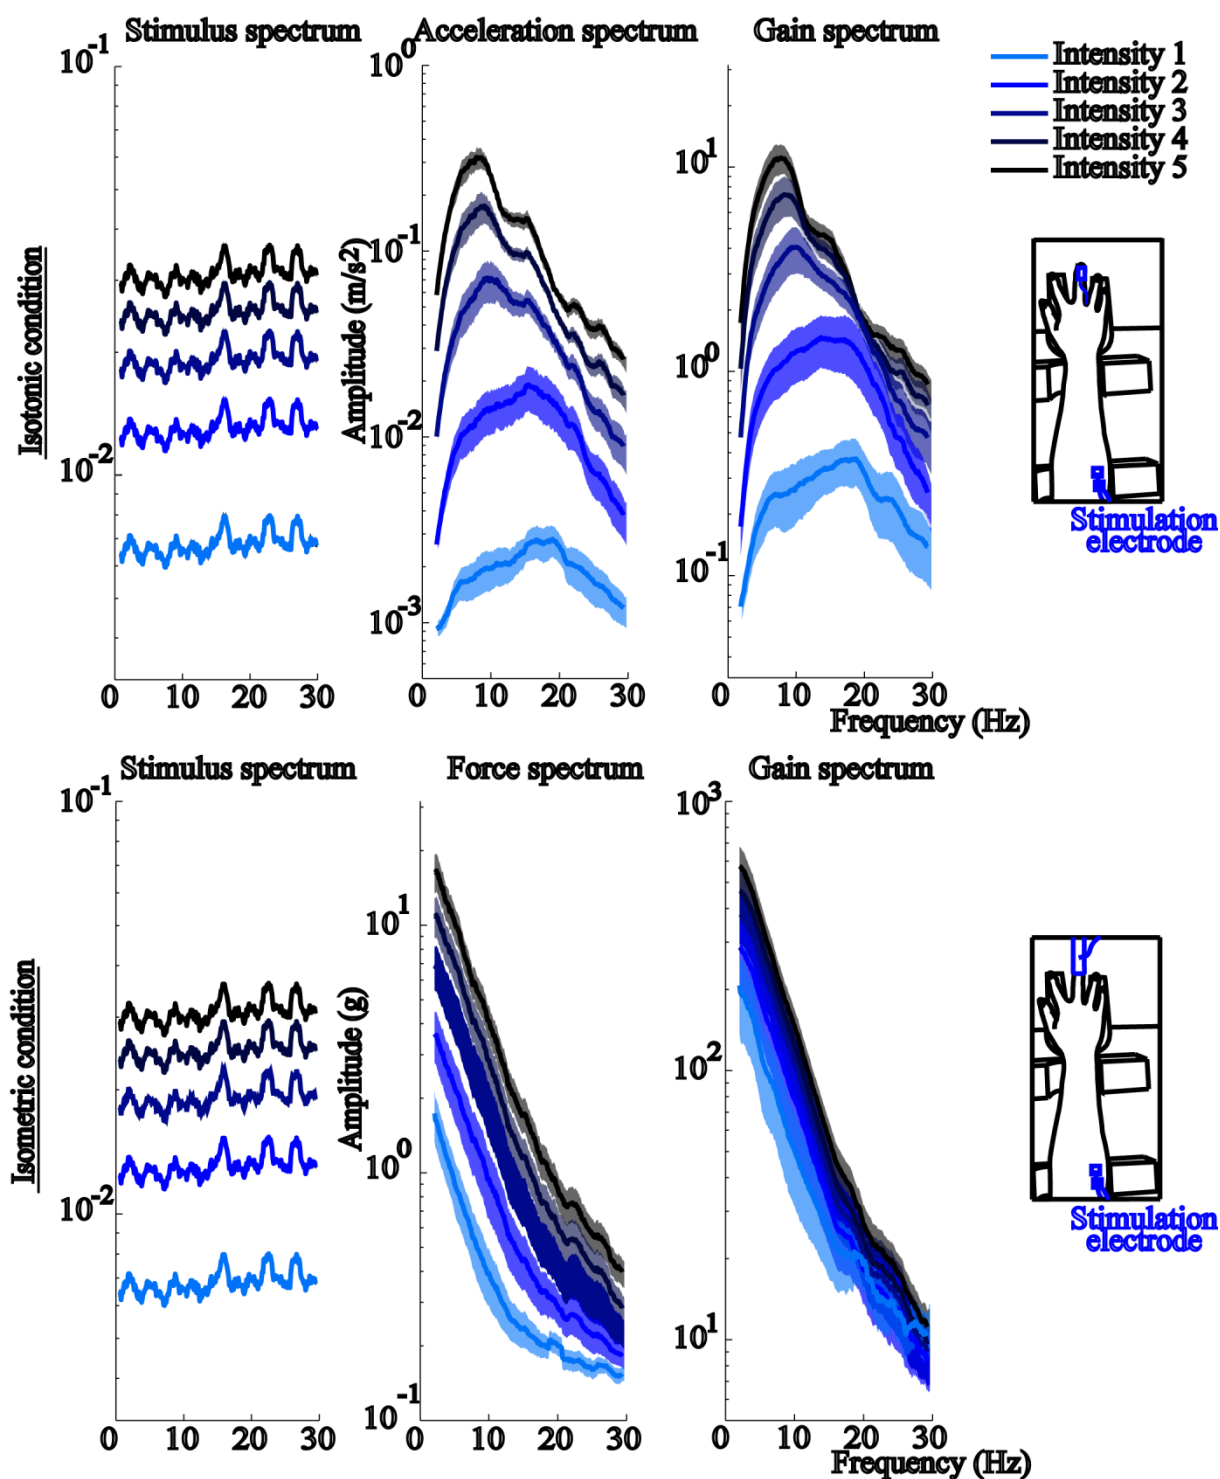 Stimulus spectrum
Acceleration spectrum
Gain spectrum
Intensity 1
Intensity 2
Intensity 3
Intensity 4
Intensity 5
Isotonic condition
10-1
10-2
0 10 20 30
Amplitude (m/s2)
100
10-1
10-2
10-3
0 10 20 30
101
100
10-1
0 10 20 30
Frequency (Hz)
Stimulation
electrode
Stimulus spectrum
Force spectrum
Gain spectrum
Isometric condition
10-1
10-2
0 10 20 30
Amplitude (g)
101
100
10-1
0 10 20 30
103
102
101
0 10 20 30
Frequency (Hz)
Stimulation
electrode